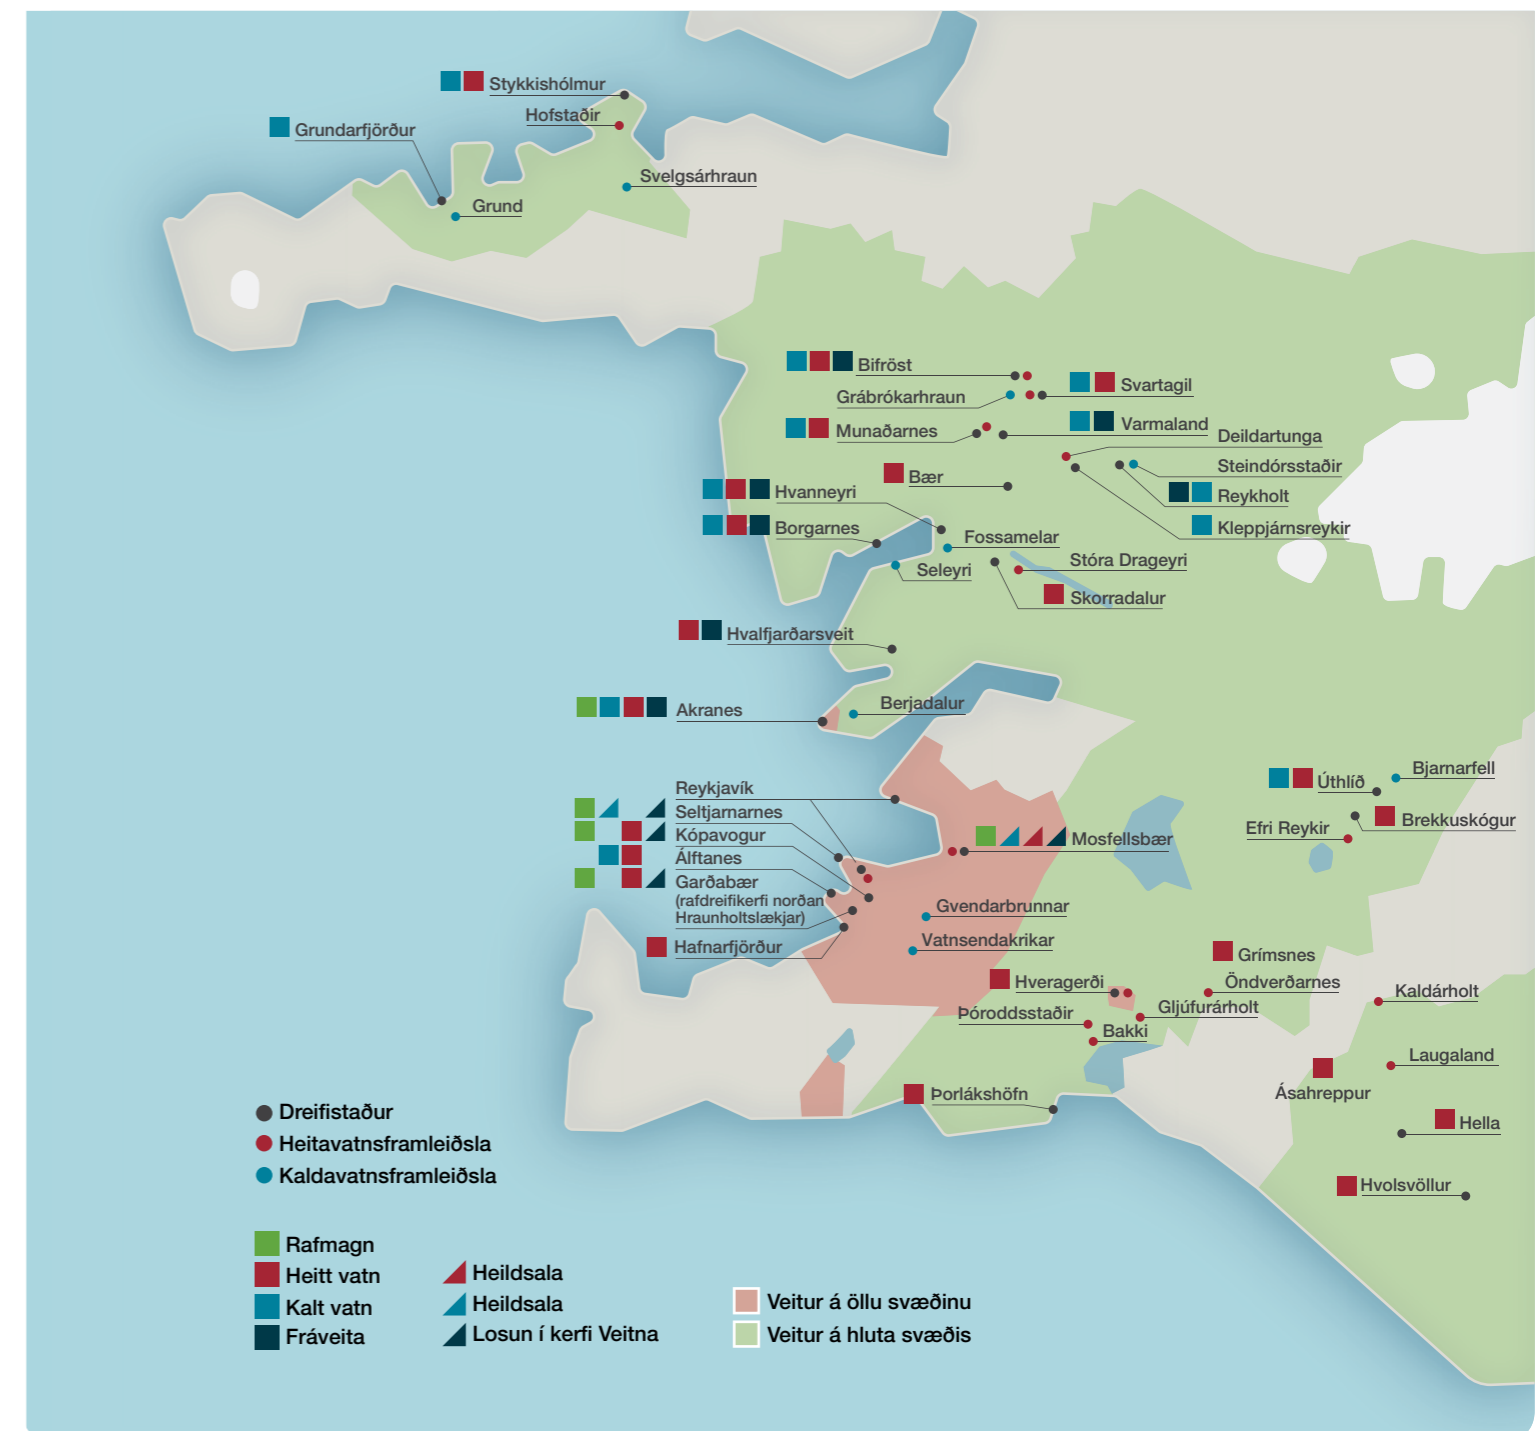 Stykkishólmur
Hofstaðir
Grundarfjörður
Svelgsárhraun
Grund
Bifröst
Svartagil
Grábrókarhraun
Varmaland
Munaðarnes
Deildartunga
Steindórsstaðir
Bær
Reykholt
Hvanneyri
Kleppjárnsreykir
Borgarnes
Fossamelar
Stóra Drageyri
Seleyri
Skorradalur
Hvalfjarðarsveit
Berjadalur
Akranes
Bjarnarfell
Úthlíð
Reykjavík
Seltjarnarnes
Brekkuskógur
Efri Reykir
Kópavogur
Mosfellsbær
Álftanes
Garðabær
(rafdreifikerfi norðan
Hraunholtslækjar)
Gvendarbrunnar
Vatnsendakrikar
Hafnarfjörður
Grímsnes
Hveragerði
Öndverðarnes
Kaldárholt
Gljúfurárholt
Þóroddsstaðir
Bakki
Laugaland
Ásahreppur
Þorlákshöfn
Hella
Hvolsvöllur
Dreifistaður
Heitavatnsframleiðsla
Kaldavatnsframleiðsla
Rafmagn
Heitt vatn
Kalt vatn
Fráveita
Heildsala
Heildsala
Losun í kerfi Veitna
Veitur á öllu svæðinu
Veitur á hluta svæðis